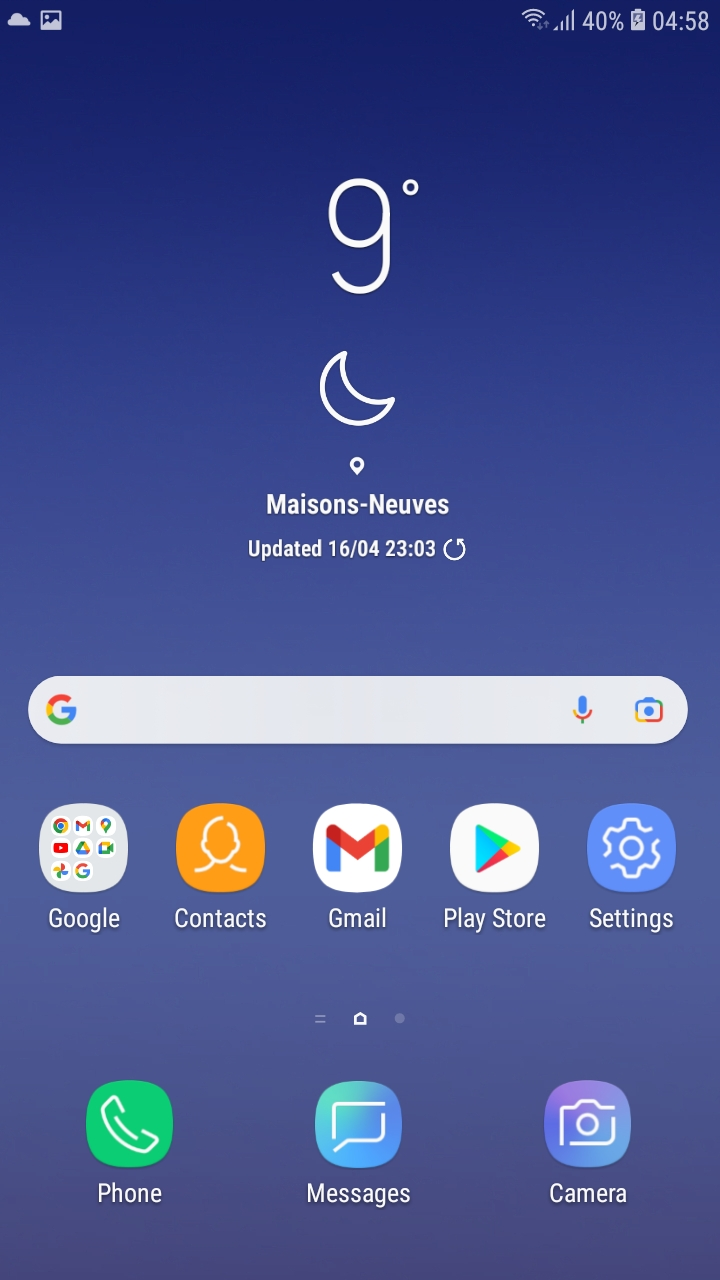 40% 04:58
9°
Maisons-Neuves
Updated 16/04 23:03
Google Contacts Gmail Play Store Settings
Phone Messages Camera